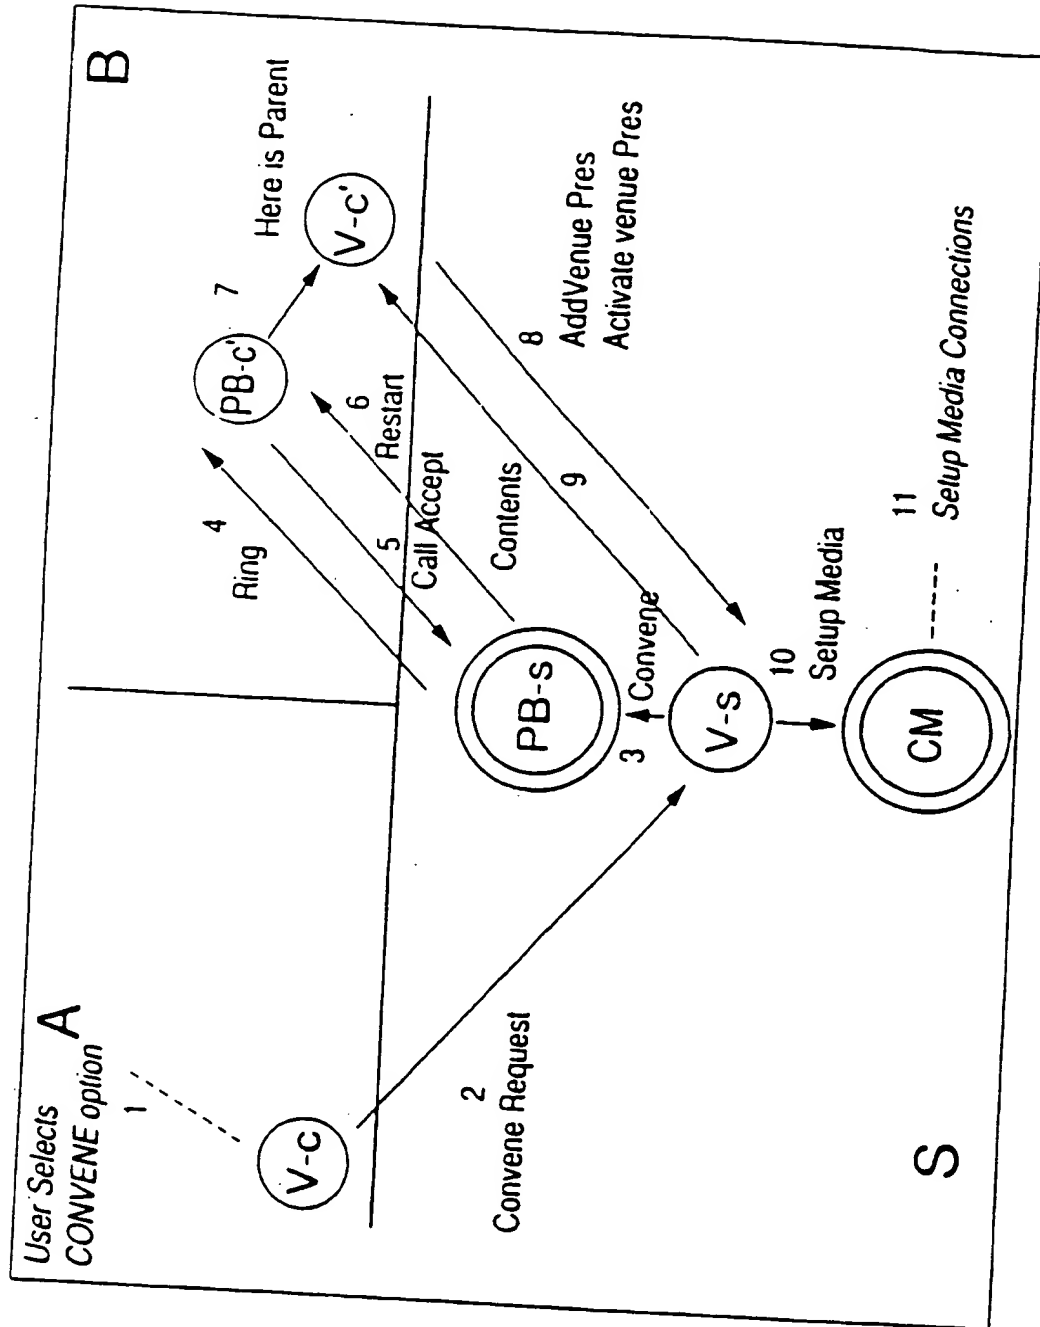 User Selects
CONVENE option
A
1
V-c
2
Convene Request
S
B
4
Ring
PB-c'
7
Here is Parent
V-c'
5
Call Accept
6
Restart
Contents
9
8
AddVenue Pres
Activate venue Pres
PB-s
3
Convene
V-s
10
Setup Media
CM
11
Setup Media Connections